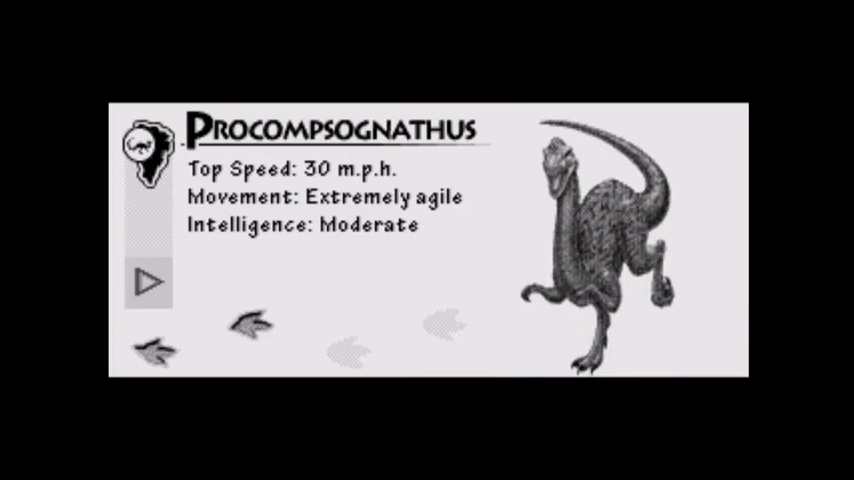 PROCOMPSOGNATHUS
Top Speed: 30 m.p.h.
Movement: Extremely agile
Intelligence: Moderate